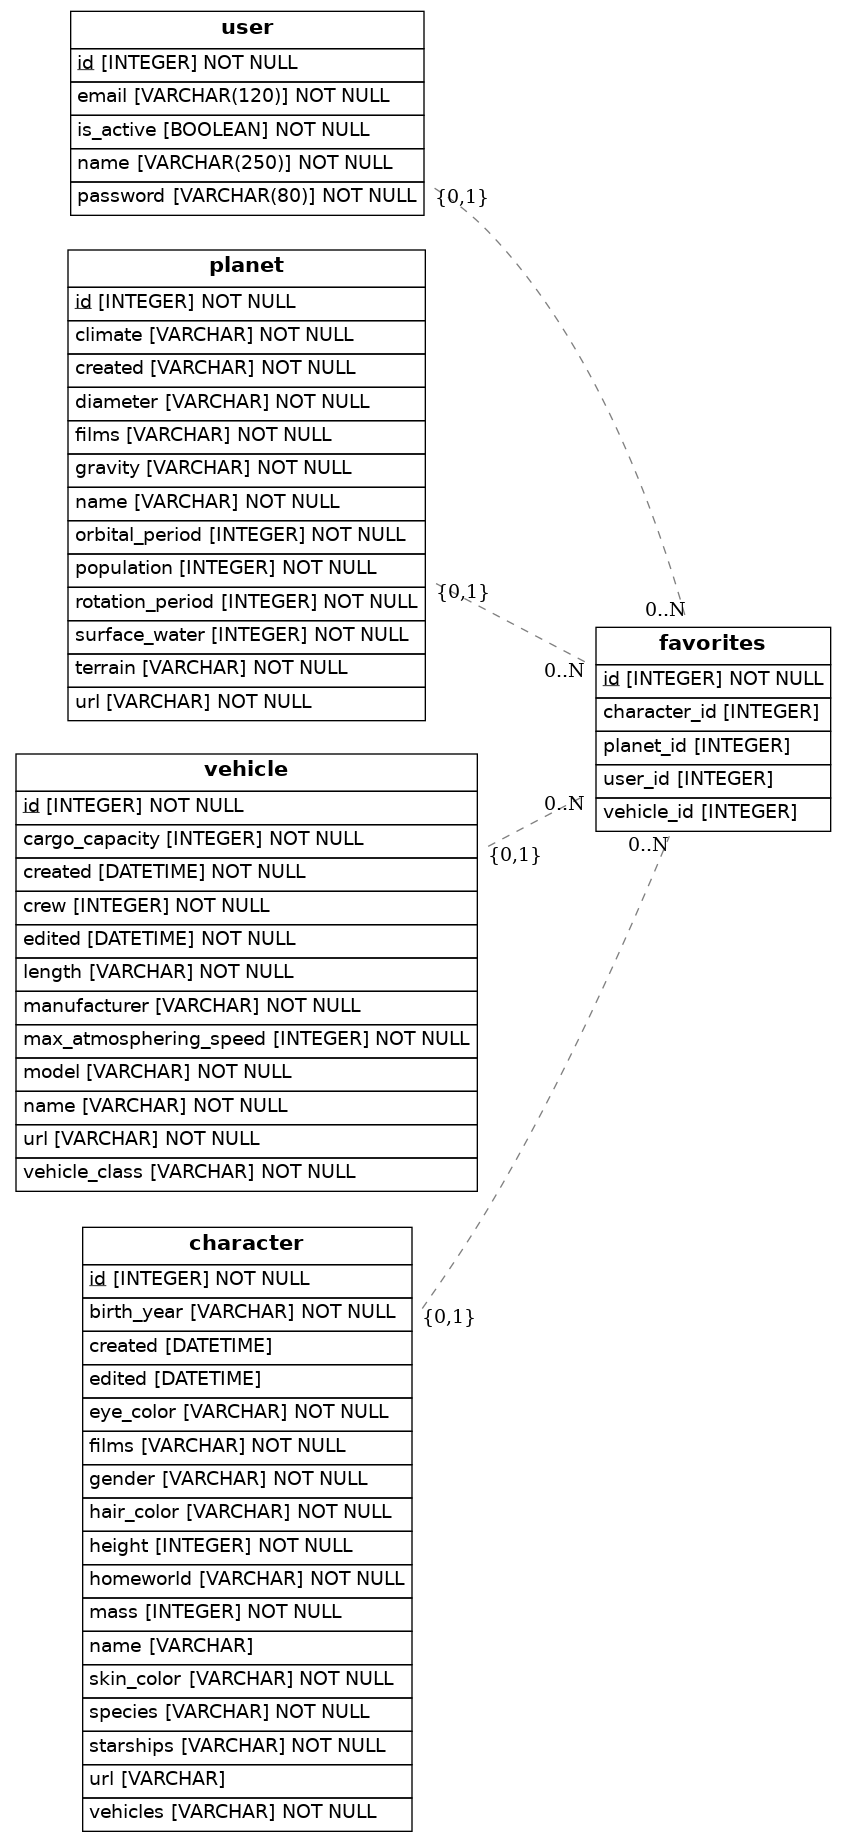 user
id [INTEGER] NOT NULL
email [VARCHAR(120)] NOT NULL
is_active [BOOLEAN] NOT NULL
name [VARCHAR(250)] NOT NULL
password [VARCHAR(80)] NOT NULL
{0,1}
planet
id [INTEGER] NOT NULL
climate [VARCHAR] NOT NULL
created [VARCHAR] NOT NULL
diameter [VARCHAR] NOT NULL
films [VARCHAR] NOT NULL
gravity [VARCHAR] NOT NULL
name [VARCHAR] NOT NULL
orbital_period [INTEGER] NOT NULL
population [INTEGER] NOT NULL
rotation_period [INTEGER] NOT NULL
surface_water [INTEGER] NOT NULL
terrain [VARCHAR] NOT NULL
url [VARCHAR] NOT NULL
{0,1}
0..N
0..N
favorites
id [INTEGER] NOT NULL
character_id [INTEGER]
planet_id [INTEGER]
user_id [INTEGER]
vehicle_id [INTEGER]
0..N
0..N
vehicle
id [INTEGER] NOT NULL
cargo_capacity [INTEGER] NOT NULL
created [DATETIME] NOT NULL
crew [INTEGER] NOT NULL
edited [DATETIME] NOT NULL
length [VARCHAR] NOT NULL
manufacturer [VARCHAR] NOT NULL
max_atmosphering_speed [INTEGER] NOT NULL
model [VARCHAR] NOT NULL
name [VARCHAR] NOT NULL
url [VARCHAR] NOT NULL
vehicle_class [VARCHAR] NOT NULL
{0,1}
character
id [INTEGER] NOT NULL
birth_year [VARCHAR] NOT NULL
created [DATETIME]
edited [DATETIME]
eye_color [VARCHAR] NOT NULL
films [VARCHAR] NOT NULL
gender [VARCHAR] NOT NULL
hair_color [VARCHAR] NOT NULL
height [INTEGER] NOT NULL
homeworld [VARCHAR] NOT NULL
mass [INTEGER] NOT NULL
name [VARCHAR]
skin_color [VARCHAR] NOT NULL
species [VARCHAR] NOT NULL
starships [VARCHAR] NOT NULL
url [VARCHAR]
vehicles [VARCHAR] NOT NULL
{0,1}